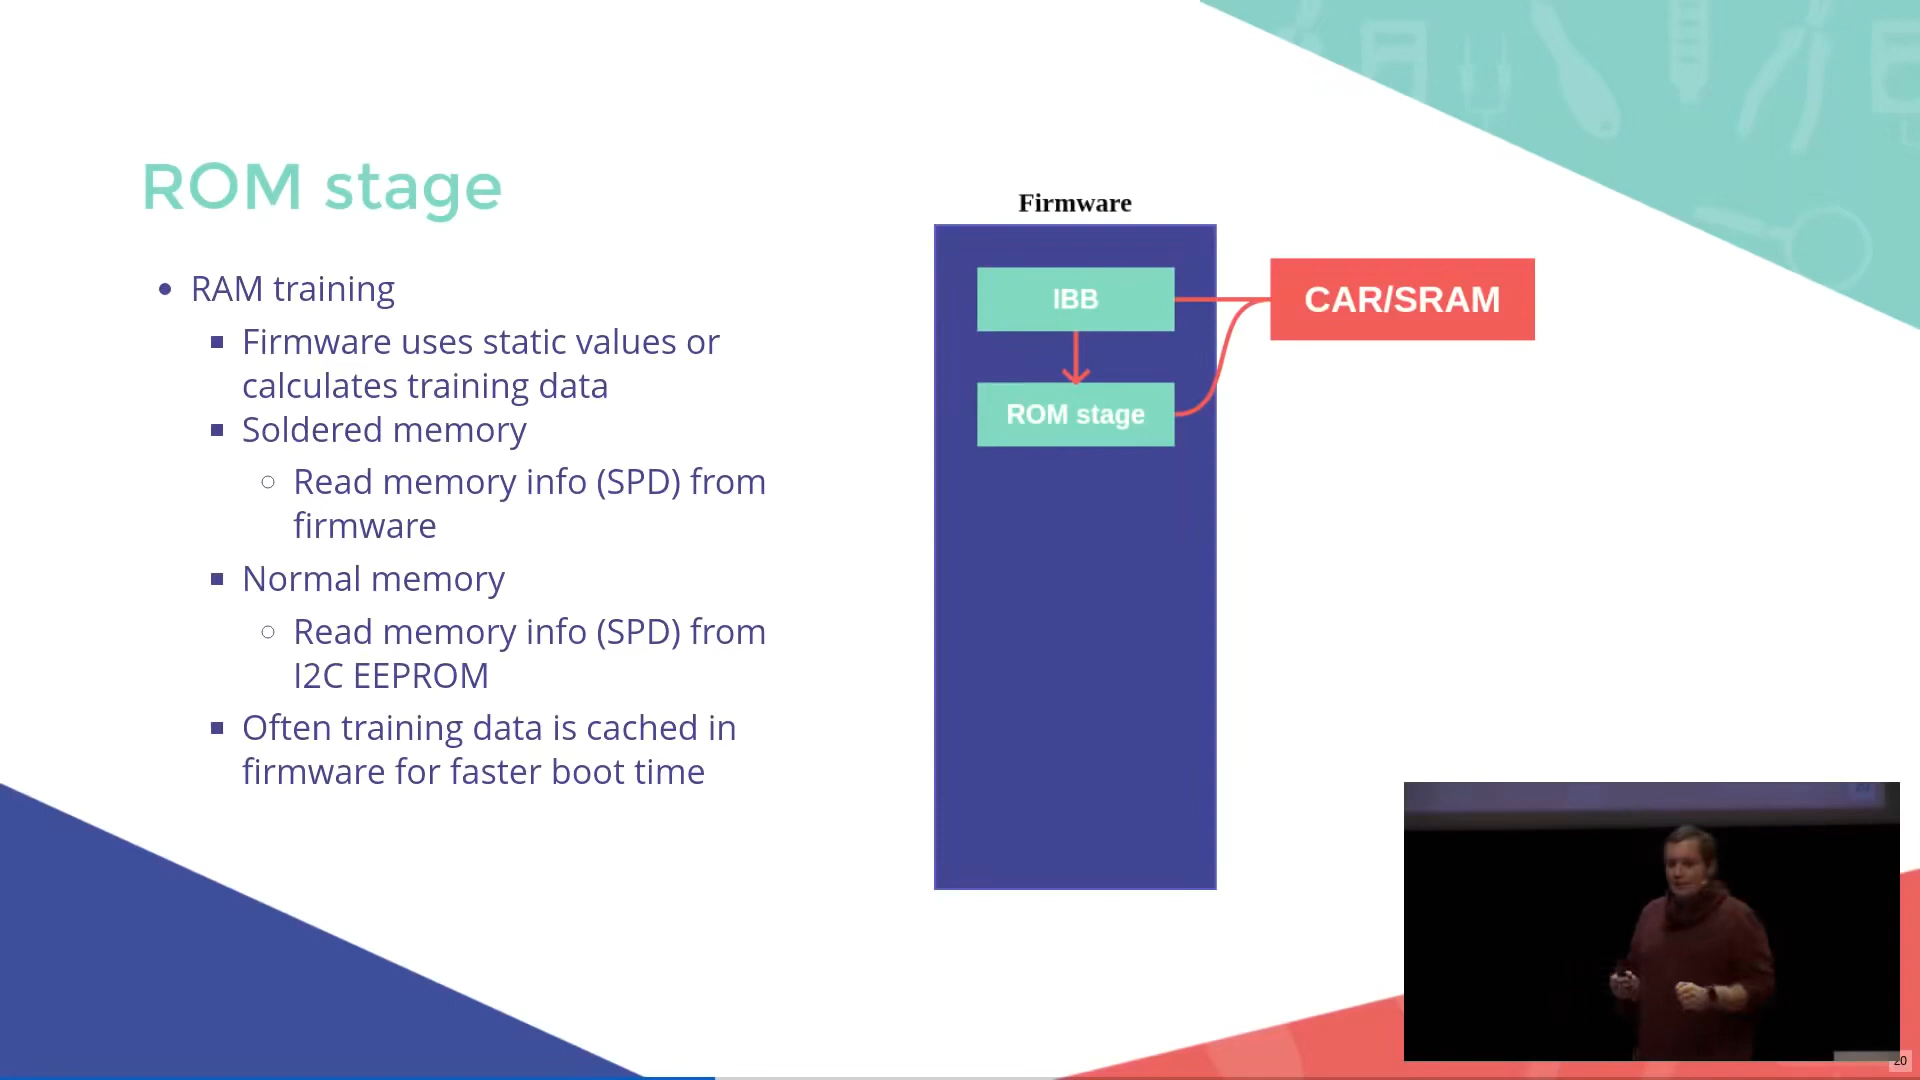 ROM stage
RAM training
Firmware uses static values or
calculates training data
Soldered memory
Read memory info (SPD) from
firmware
Normal memory
Read memory info (SPD) from
I2C EEPROM
Often training data is cached in
firmware for faster boot time
Firmware
IBB
CAR/SRAM
ROM stage
20